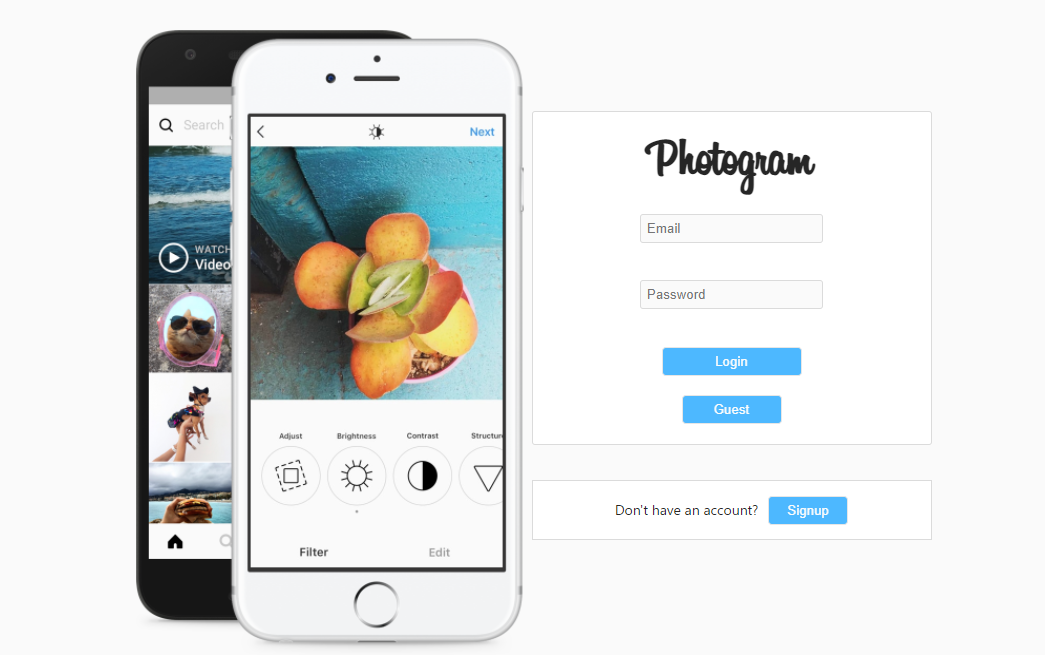 Search
WATCH
Video
Next
Adjust
Brightness
Contrast
Structure
Filter
Edit
Photogram
Email
Password
Login
Guest
Don't have an account?
Signup